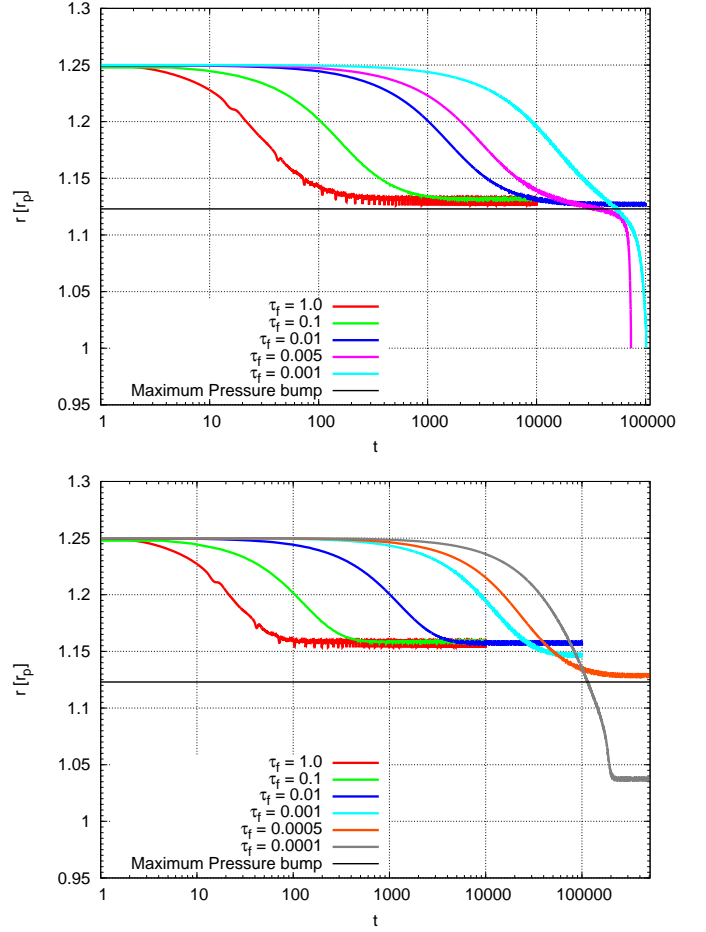 1.3
1.25
1.2
1.15
1.1
1.05
1
0.95
r [r_p]
τ_f = 1.0
τ_f = 0.1
τ_f = 0.01
τ_f = 0.005
τ_f = 0.001
Maximum Pressure bump
1 10 100 1000 10000 100000
t
1.3
1.25
1.2
1.15
1.1
1.05
1
0.95
r [r_p]
τ_f = 1.0
τ_f = 0.1
τ_f = 0.01
τ_f = 0.001
τ_f = 0.0005
τ_f = 0.0001
Maximum Pressure bump
1 10 100 1000 10000 100000
t